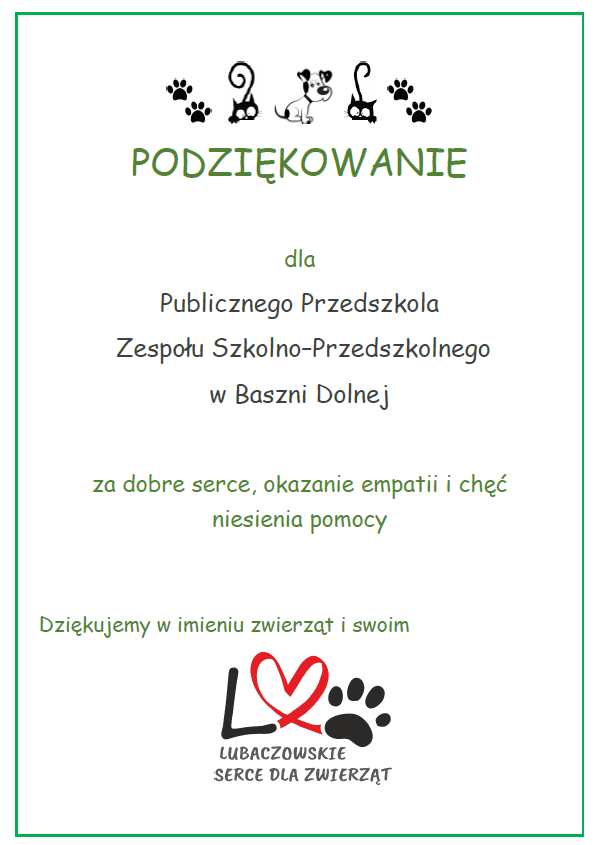 PODZIĘKOWANIE
dla
Publicznego Przedszkola
Zespołu Szkolno-Przedszkolnego
w Baszni Dolnej
za dobre serce, okazanie empatii i chęć
niesienia pomocy
Dziękujemy w imieniu zwierząt i swoim
L
LUBACZOWSKIE
SERCE DLA ZWIERZĄT